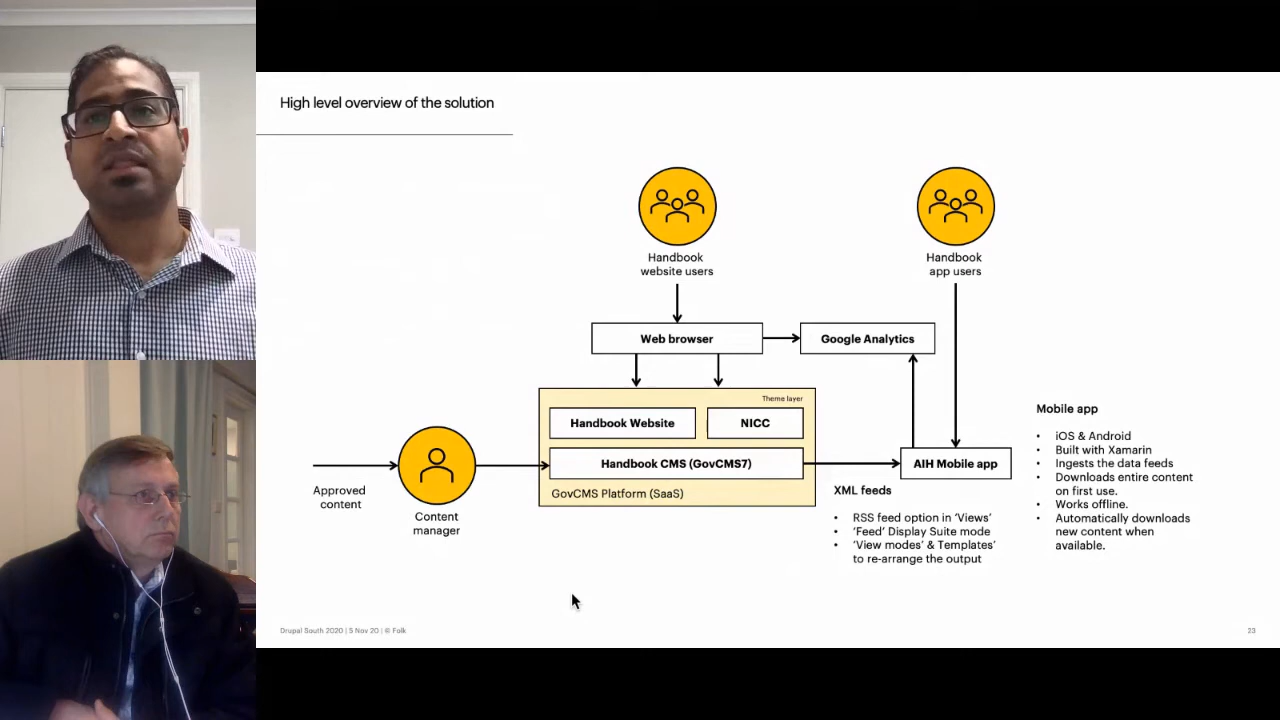 High level overview of the solution
Handbook
website users
Handbook
app users
Web browser
Google Analytics
Theme layer
Handbook Website
NICC
Handbook CMS (GovCMS7)
GovCMS Platform (SaaS)
Approved
content
Content
manager
AIH Mobile app
XML feeds
• RSS feed option in ‘Views’
• ‘Feed’ Display Suite mode
• ‘View modes’ & Templates’
to re-arrange the output
Mobile app
• iOS & Android
• Built with Xamarin
• Ingests the data feeds
• Downloads entire content
on first use.
• Works offline.
• Automatically downloads
new content when
available.
Drupal South 2020 | 5 Nov 20 | © Folk
23